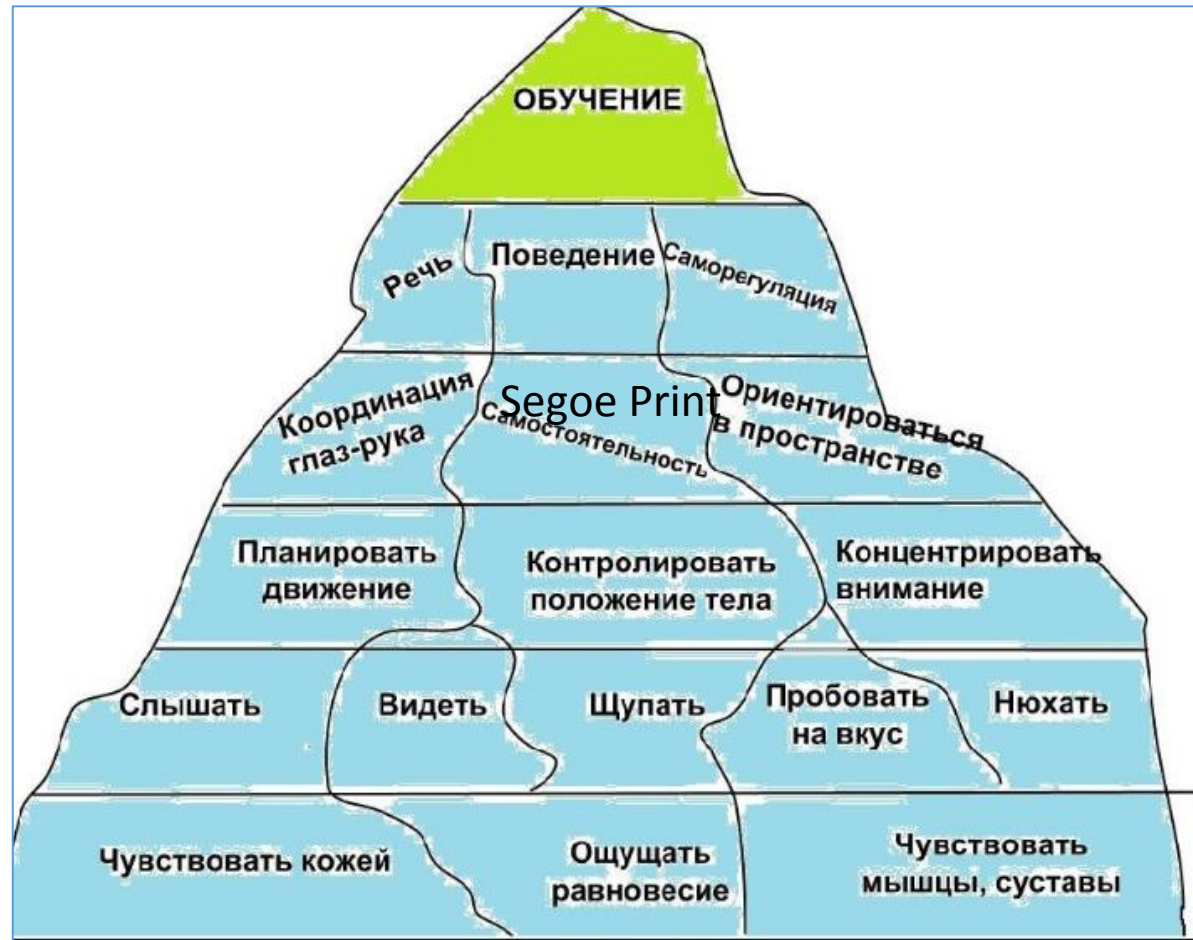 ОБУЧЕНИЕ
Речь
Поведение
Саморегуляция
Координация
глаз-рука
Segoe Print
Самостоятельность
Ориентироваться
в пространстве
Планировать
движение
Контролировать
положение тела
Концентрировать
внимание
Слышать
Видеть
Щупать
Пробовать
на вкус
Нюхать
Чувствовать кожей
Ощущать
равновесие
Чувствовать
мышцы, суставы